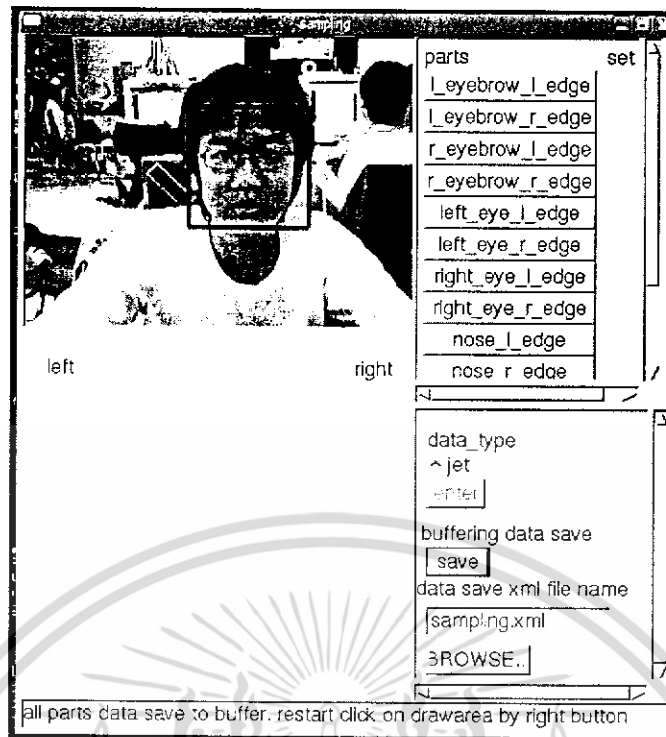 sampling
parts set
l_eyebrow_l_edge
l_eyebrow_r_edge
r_eyebrow_l_edge
r_eyebrow_r_edge
left_eye_l_edge
left_eye_r_edge
right_eye_l_edge
right_eye_r_edge
nose_l_edge
nose_r_edge
left right
data_type
^jet
enter
buffering data save
save
data save xml file name
sampling.xml
BROWSE..
all parts data save to buffer. restart click on drawarea by right button